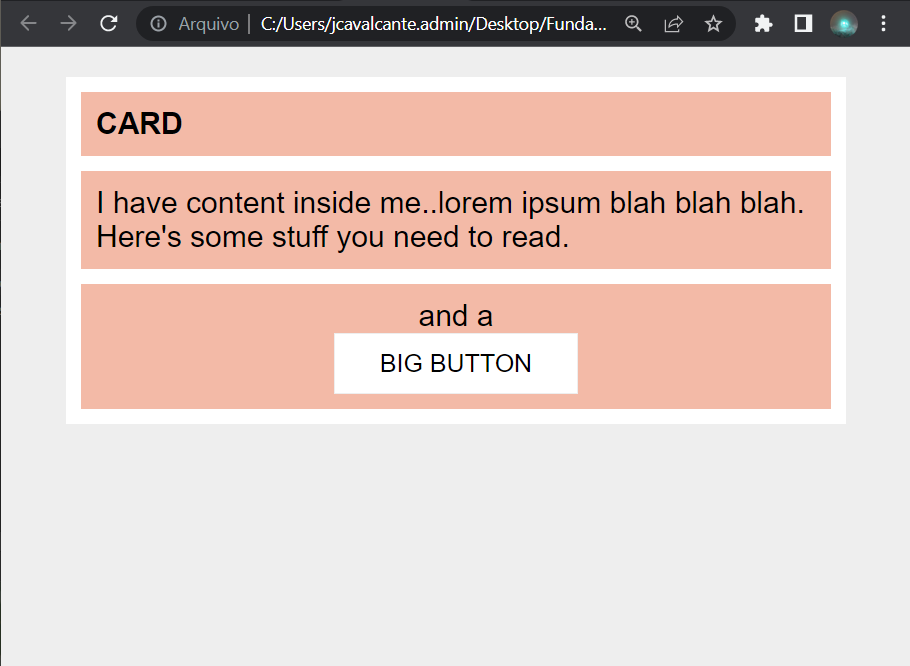 Arquivo | C:/Users/jcavalcante.admin/Desktop/Funda...
CARD
I have content inside me..lorem ipsum blah blah blah.
Here's some stuff you need to read.
and a
BIG BUTTON